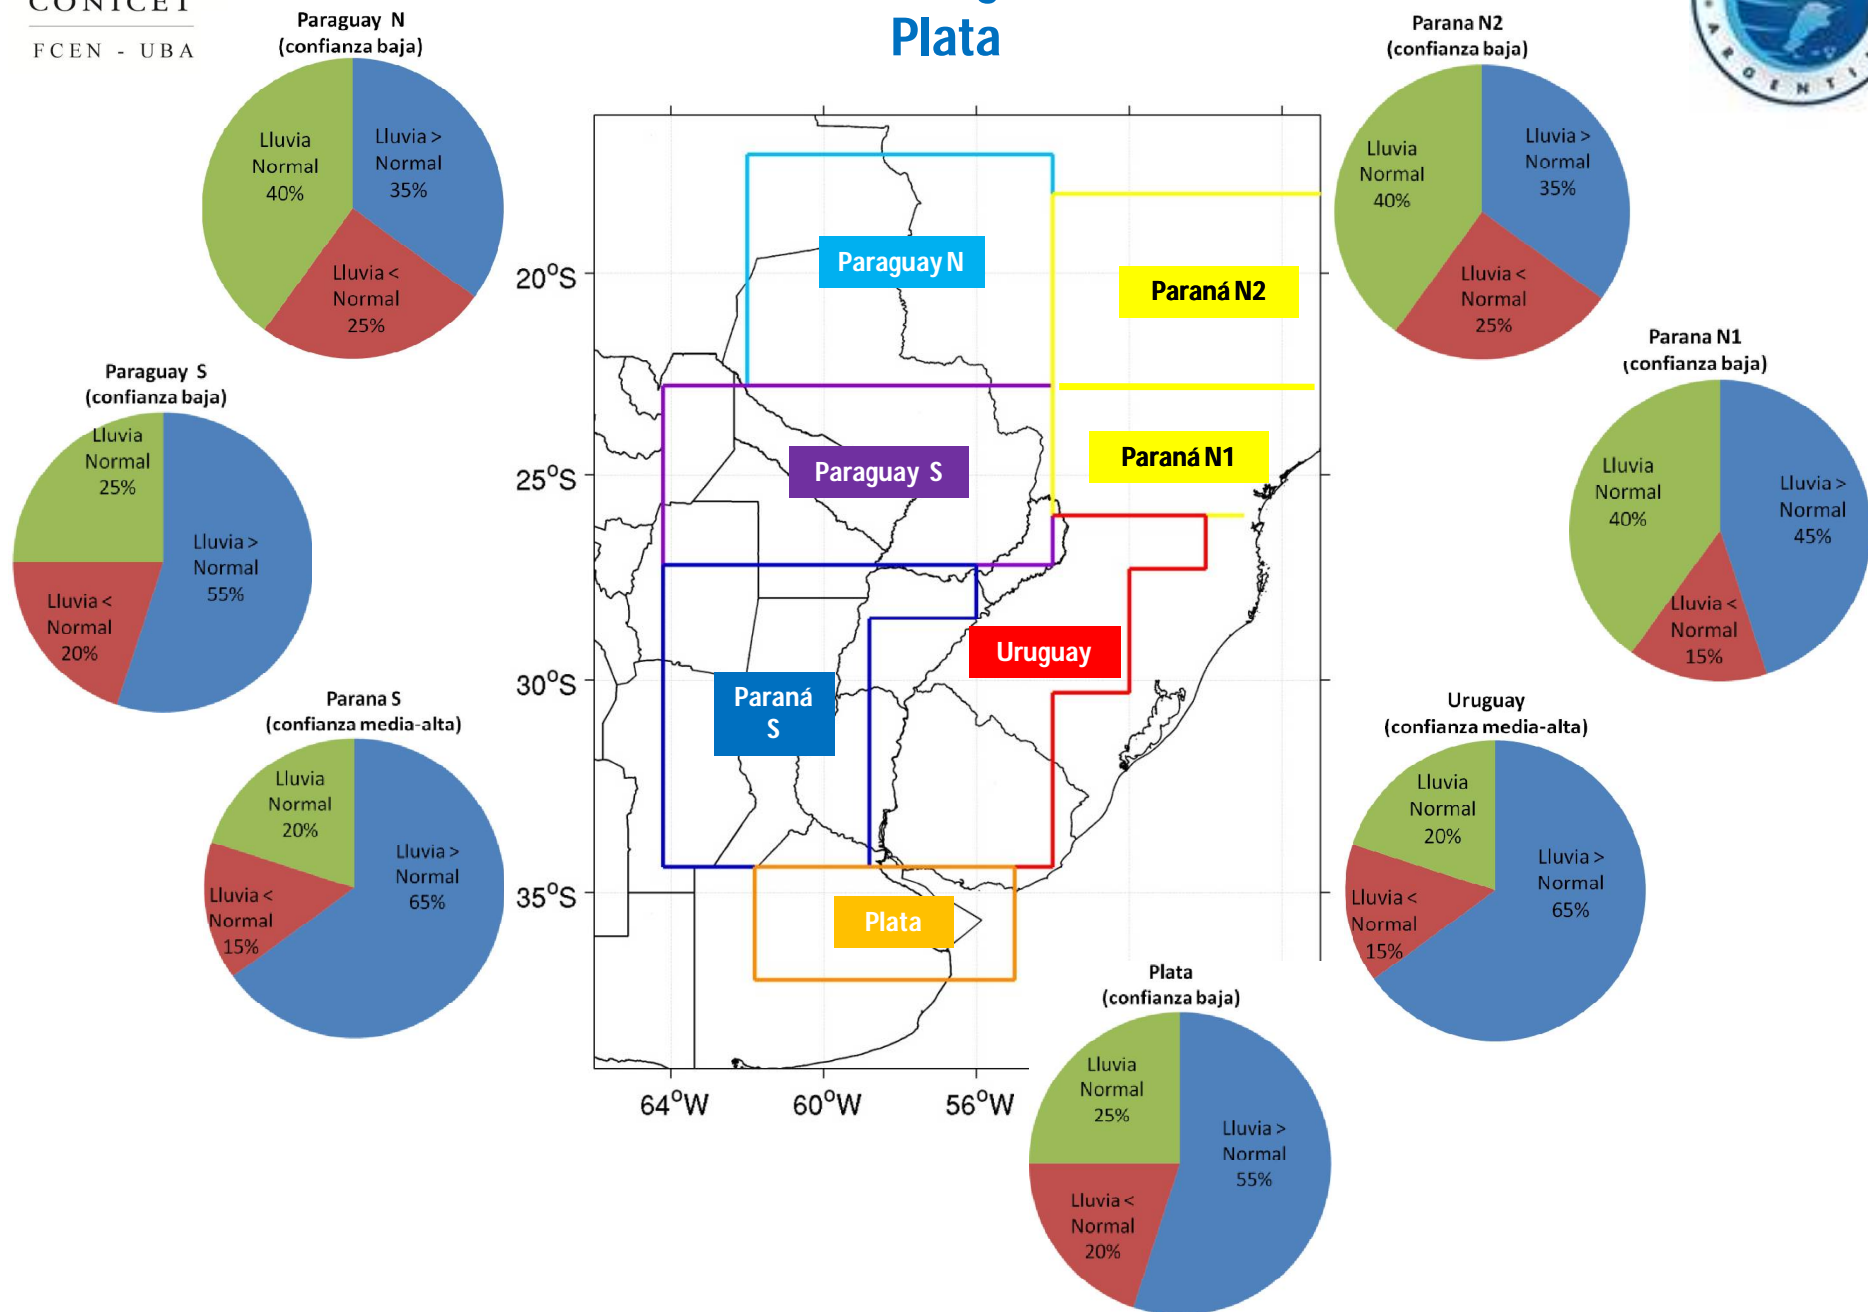 CONICET
FCEN - UBA
Plata
ARGENTI
Paraguay N
(confianza baja)
Lluvia
Normal
40%
Lluvia >
Normal
35%
Lluvia <
Normal
25%
Parana N2
(confianza baja)
Lluvia
Normal
40%
Lluvia >
Normal
35%
Lluvia <
Normal
25%
Paraguay S
(confianza baja)
Lluvia
Normal
25%
Lluvia >
Normal
55%
Lluvia <
Normal
20%
Parana N1
(confianza baja)
Lluvia
Normal
40%
Lluvia >
Normal
45%
Lluvia <
Normal
15%
Parana S
(confianza media-alta)
Lluvia
Normal
20%
Lluvia >
Normal
65%
Lluvia <
Normal
15%
Uruguay
(confianza media-alta)
Lluvia
Normal
20%
Lluvia >
Normal
65%
Lluvia <
Normal
15%
Plata
(confianza baja)
Lluvia
Normal
25%
Lluvia >
Normal
55%
Lluvia <
Normal
20%
Paraguay N
Paraná N2
Paraná N1
Paraguay S
Uruguay
Paraná
S
Plata
20°S
25°S
30°S
35°S
64°W
60°W
56°W